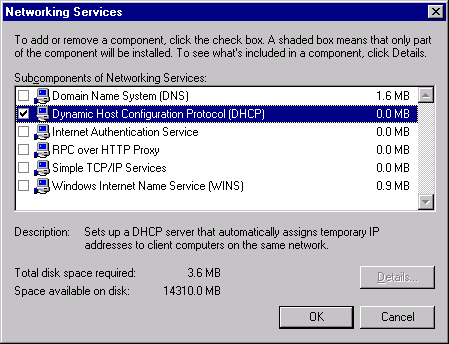 Networking Services
To add or remove a component, click the check box. A shaded box means that only part
of the component will be installed. To see what's included in a component, click Details.
Subcomponents of Networking Services:
Domain Name System (DNS) 1.6 MB
Dynamic Host Configuration Protocol (DHCP) 0.0 MB
Internet Authentication Service 0.0 MB
RPC over HTTP Proxy 0.0 MB
Simple TCP/IP Services 0.0 MB
Windows Internet Name Service (WINS) 0.9 MB
Description: Sets up a DHCP server that automatically assigns temporary IP
addresses to client computers on the same network.
Total disk space required: 3.6 MB
Space available on disk: 14310.0 MB
Details...
OK Cancel